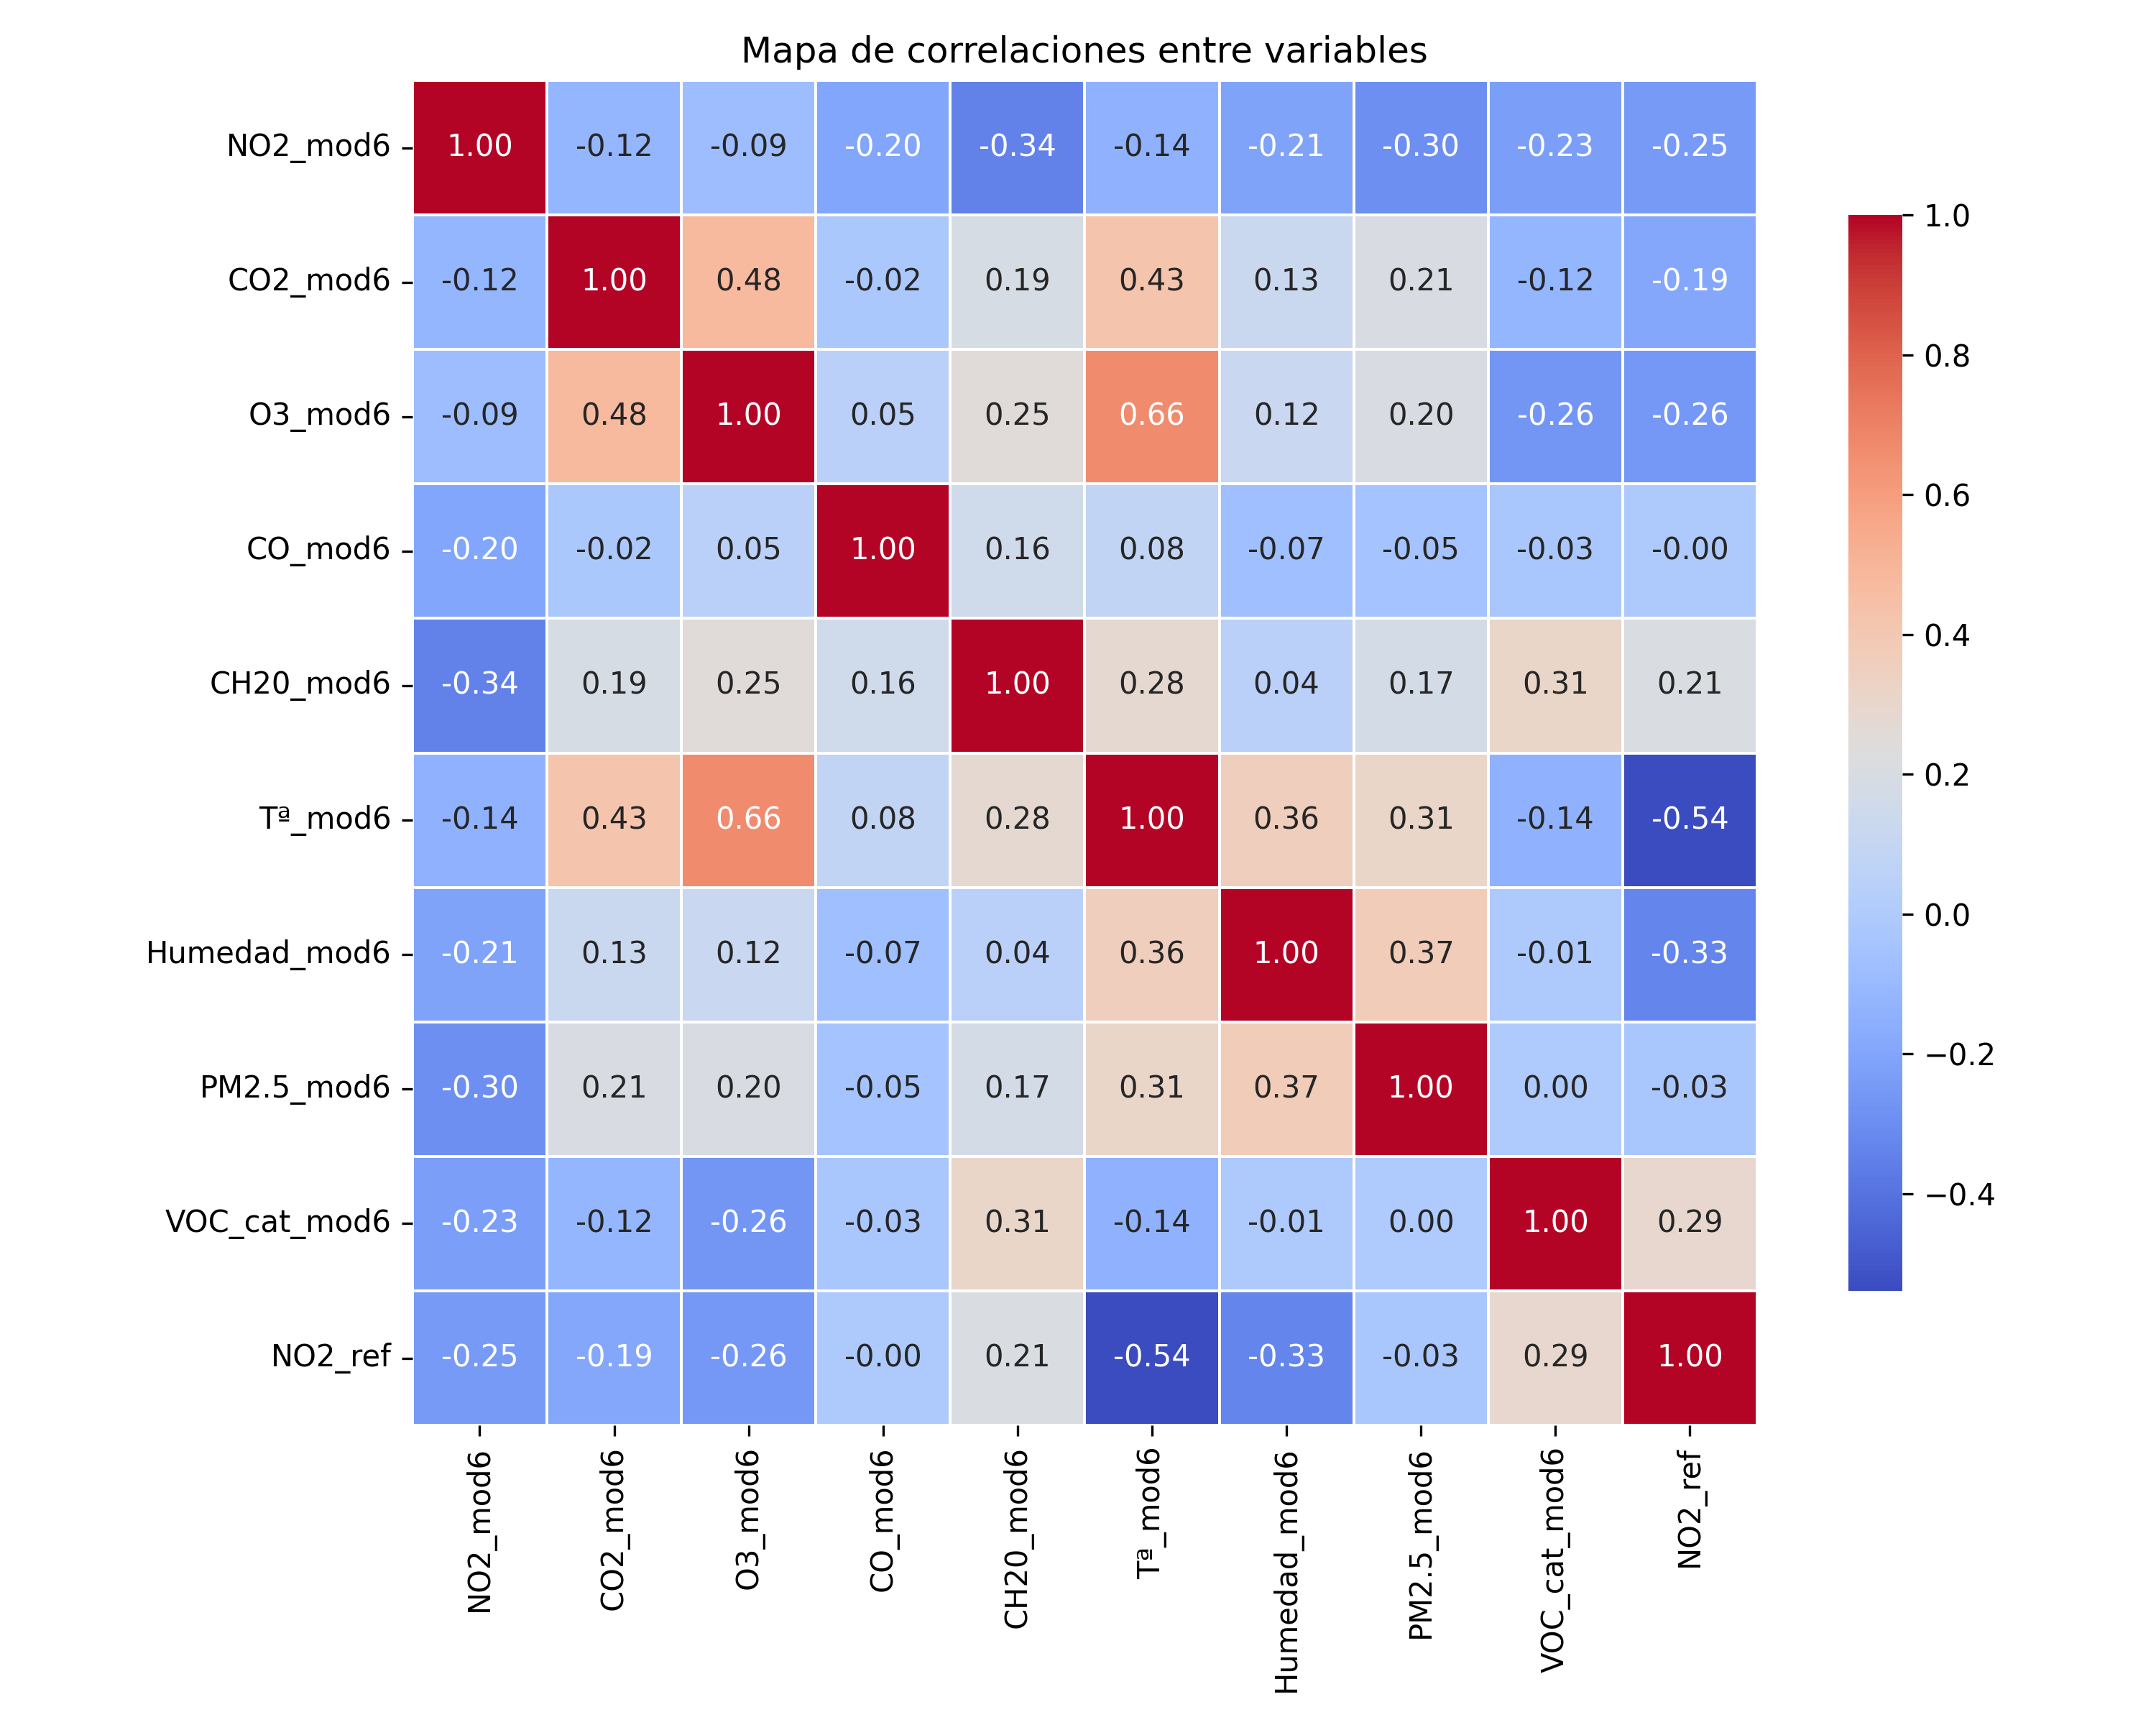 Mapa de correlaciones entre variables
NO2_mod6 1.00 -0.12 -0.09 -0.20 -0.34 -0.14 -0.21 -0.30 -0.23 -0.25
CO2_mod6 -0.12 1.00 0.48 -0.02 0.19 0.43 0.13 0.21 -0.12 -0.19
O3_mod6 -0.09 0.48 1.00 0.05 0.25 0.66 0.12 0.20 -0.26 -0.26
CO_mod6 -0.20 -0.02 0.05 1.00 0.16 0.08 -0.07 -0.05 -0.03 -0.00
CH20_mod6 -0.34 0.19 0.25 0.16 1.00 0.28 0.04 0.17 0.31 0.21
Tª_mod6 -0.14 0.43 0.66 0.08 0.28 1.00 0.36 0.31 -0.14 -0.54
Humedad_mod6 -0.21 0.13 0.12 -0.07 0.04 0.36 1.00 0.37 -0.01 -0.33
PM2.5_mod6 -0.30 0.21 0.20 -0.05 0.17 0.31 0.37 1.00 0.00 -0.03
VOC_cat_mod6 -0.23 -0.12 -0.26 -0.03 0.31 -0.14 -0.01 0.00 1.00 0.29
NO2_ref -0.25 -0.19 -0.26 -0.00 0.21 -0.54 -0.33 -0.03 0.29 1.00
NO2_mod6
CO2_mod6
O3_mod6
CO_mod6
CH20_mod6
Tª_mod6
Humedad_mod6
PM2.5_mod6
VOC_cat_mod6
NO2_ref
1.0
0.8
0.6
0.4
0.2
0.0
−0.2
−0.4